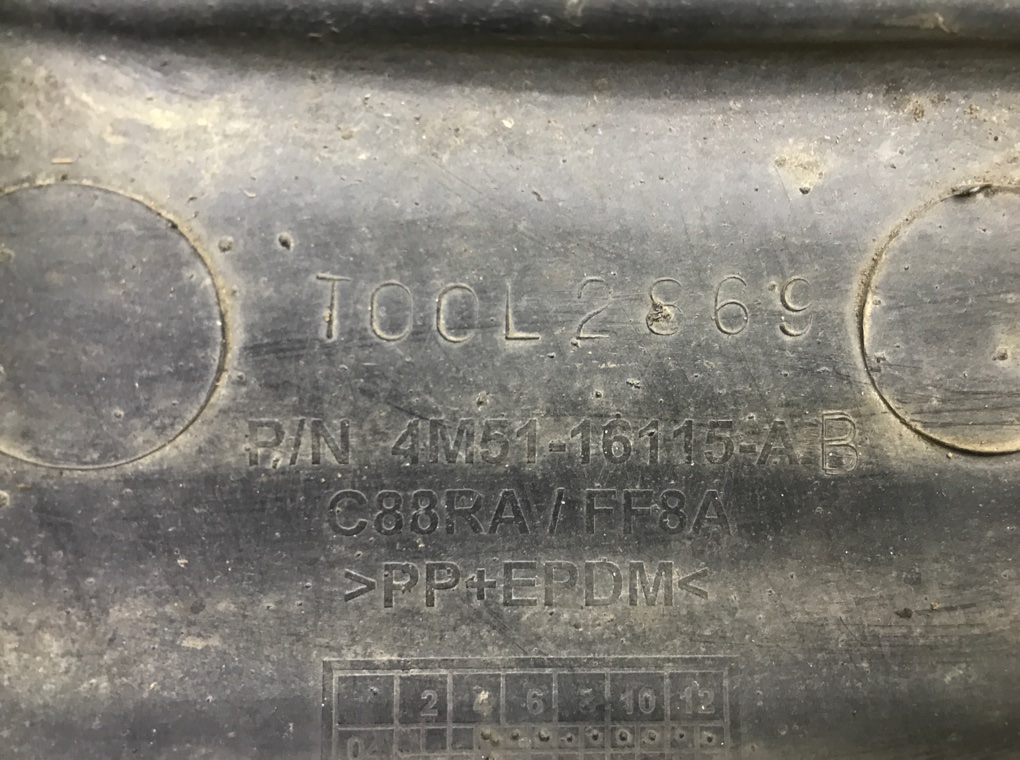 TOOL 2869
P/N 4M51-16115-AB
C88RA / FF8A
>PP+EPDM<
2 4 6 8 10 12
04